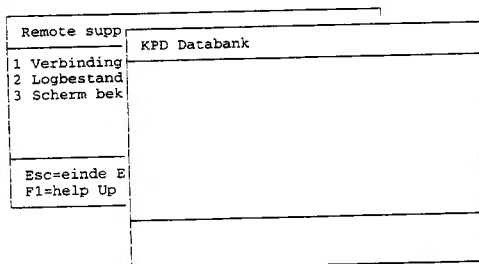 Remote supp
KPD Databank
1 Verbinding
2 Logbestand
3 Scherm bek
Esc=einde E
F1=help Up